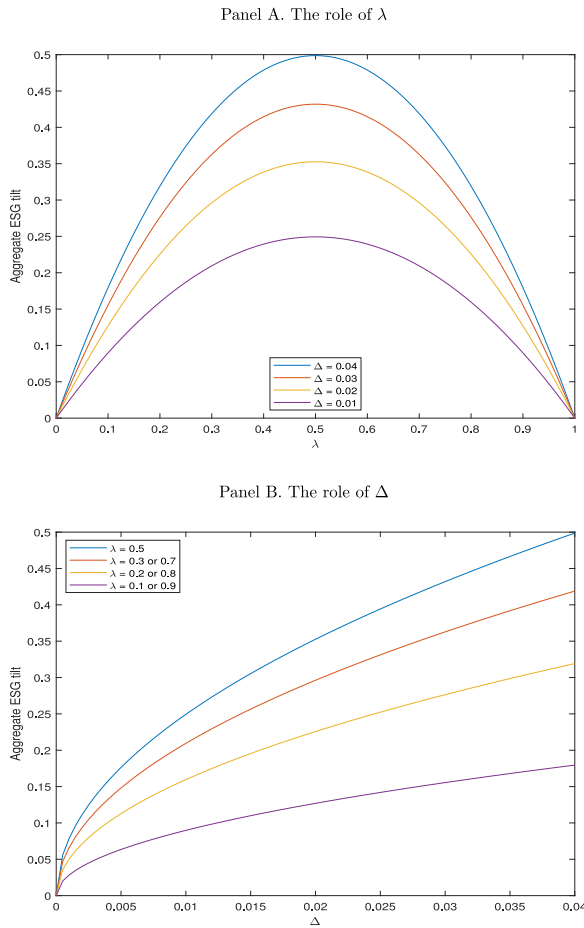 Panel A. The role of λ
0.5
0.45
0.4
0.35
0.3
0.25
0.2
0.15
0.1
0.05
0
Aggregate ESG tilt
Δ = 0.04
Δ = 0.03
Δ = 0.02
Δ = 0.01
0 0.1 0.2 0.3 0.4 0.5 0.6 0.7 0.8 0.9 1
λ
Panel B. The role of Δ
0.5
0.45
0.4
0.35
0.3
0.25
0.2
0.15
0.1
0.05
0
Aggregate ESG tilt
λ = 0.5
λ = 0.3 or 0.7
λ = 0.2 or 0.8
λ = 0.1 or 0.9
0 0.005 0.01 0.015 0.02 0.025 0.03 0.035 0.04
Δ